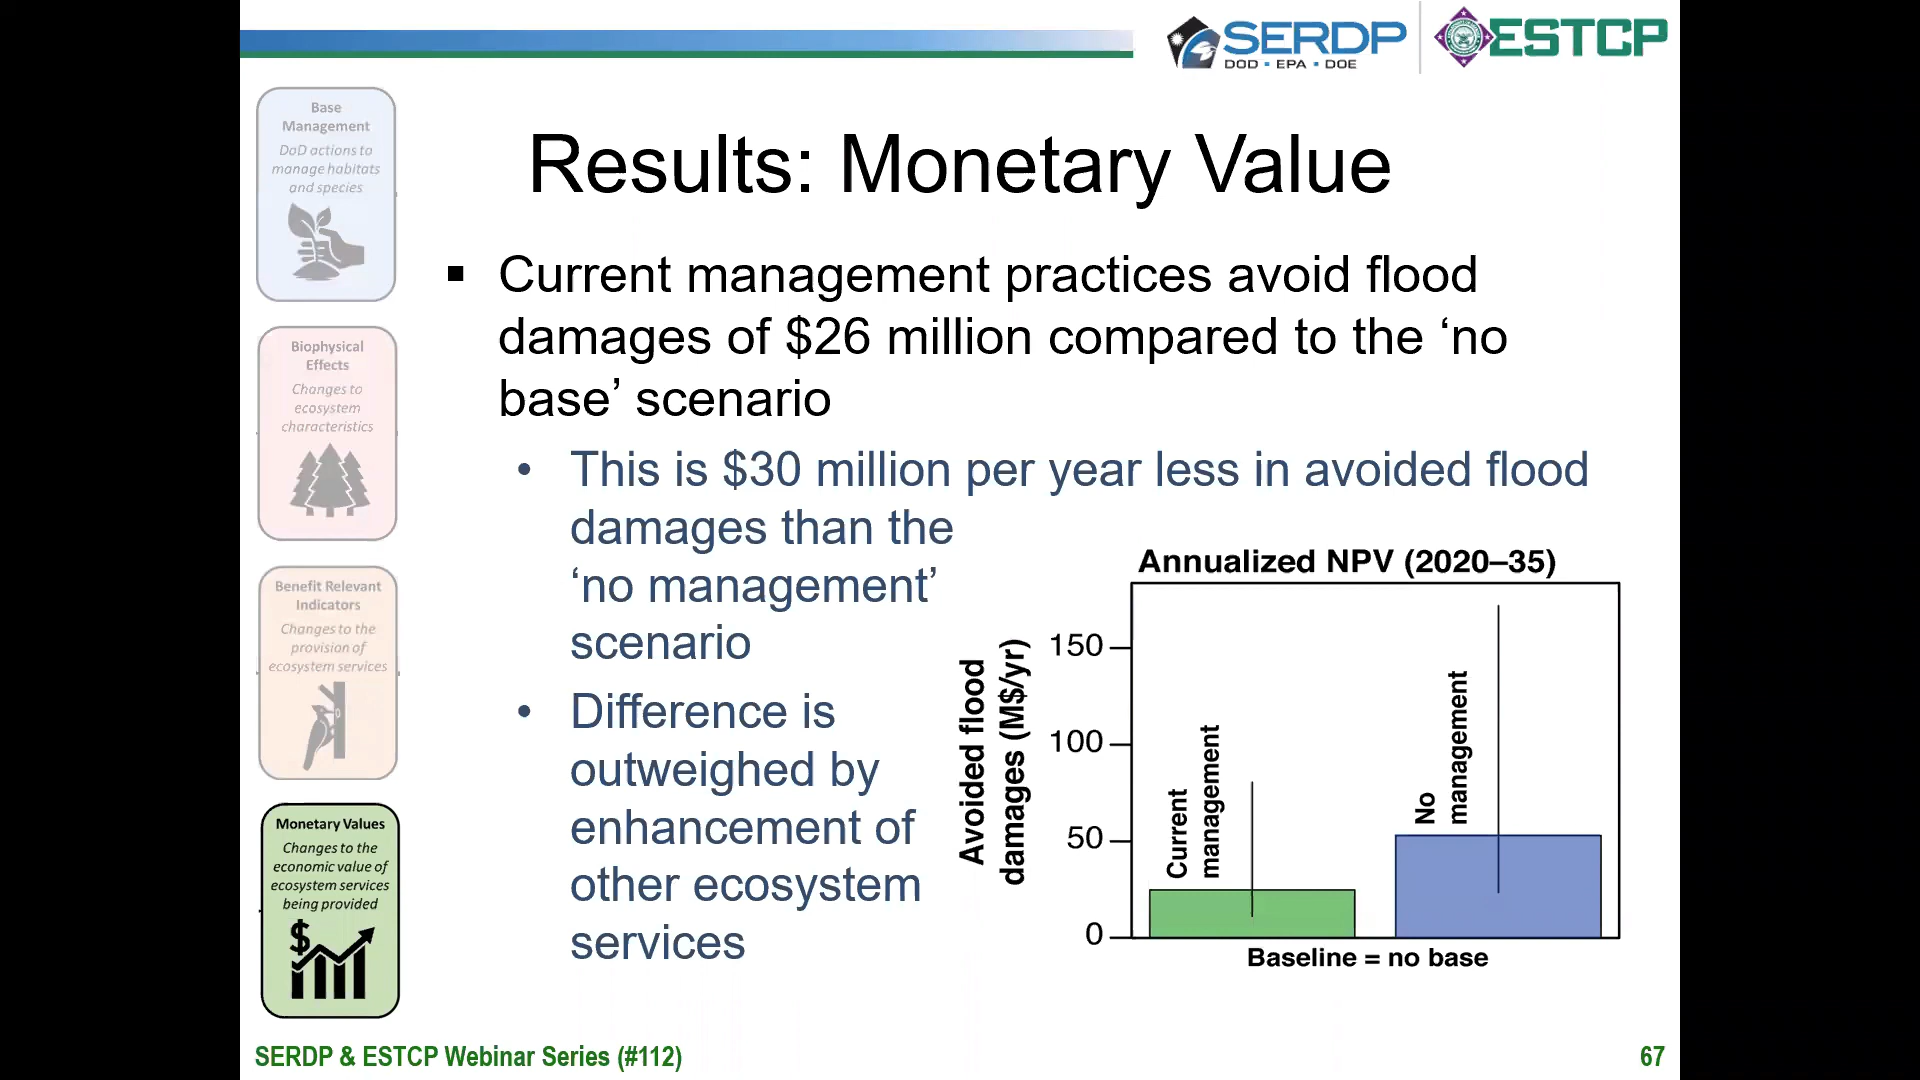 SERDP
DOD ▪ EPA ▪ DOE
ESTCP
Base
Management
DoD actions to
manage habitats
and species
Biophysical
Effects
Changes to
ecosystem
characteristics
Benefit Relevant
Indicators
Changes to the
provision of
ecosystem services
Monetary Values
Changes to the
economic value of
ecosystem services
being provided
$
Results: Monetary Value
▪ Current management practices avoid flood
damages of $26 million compared to the ‘no
base’ scenario
• This is $30 million per year less in avoided flood
damages than the
‘no management’
scenario
• Difference is
outweighed by
enhancement of
other ecosystem
services
Annualized NPV (2020–35)
Avoided flood
damages (M$/yr)
150
100
50
0
Current
management
No
management
Baseline = no base
SERDP & ESTCP Webinar Series (#112)
67